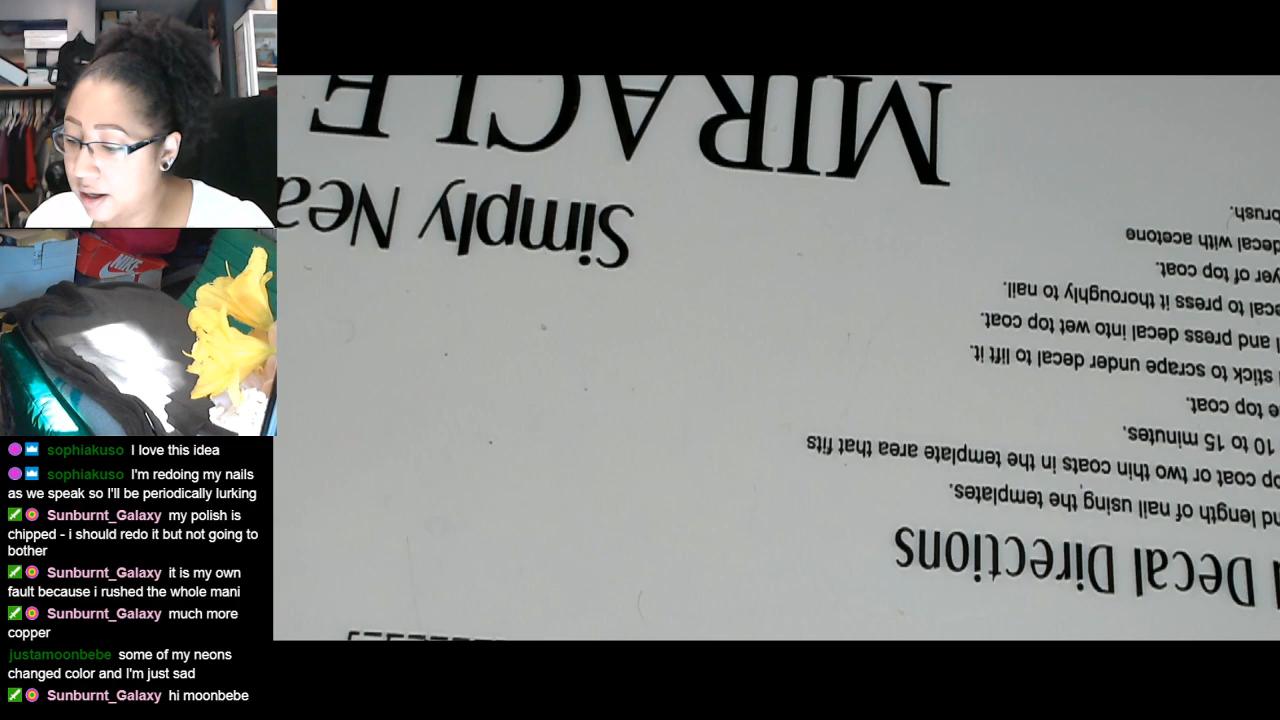 MIRACLE
Simply Nea
brush.
decal with acetone
yer of top coat.
ecal to press it thoroughly to nail.
l and press decal into wet top coat.
stick to scrape under decal to lift it.
e top coat.
10 to 15 minutes.
op coat or two thin coats in the template area that fits
nd length of nail using the templates.
Decal Directions
NIKE
sophiakuso I love this idea
sophiakuso I'm redoing my nails
as we speak so I'll be periodically lurking
Sunburnt_Galaxy my polish is
chipped - i should redo it but not going to
bother
Sunburnt_Galaxy it is my own
fault because i rushed the whole mani
Sunburnt_Galaxy much more
copper
justamoonbebe some of my neons
changed color and I'm just sad
Sunburnt_Galaxy hi moonbebe